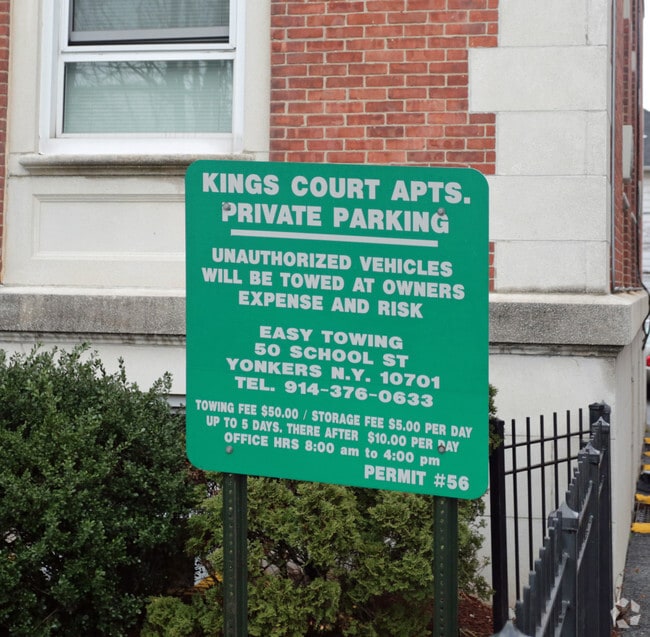 KINGS COURT APTS.
PRIVATE PARKING
UNAUTHORIZED VEHICLES
WILL BE TOWED AT OWNERS
EXPENSE AND RISK
EASY TOWING
50 SCHOOL ST
YONKERS N.Y. 10701
TEL. 914-376-0633
TOWING FEE $50.00 / STORAGE FEE $5.00 PER DAY
UP TO 5 DAYS. THERE AFTER $10.00 PER DAY
OFFICE HRS 8:00 am to 4:00 pm
PERMIT #56